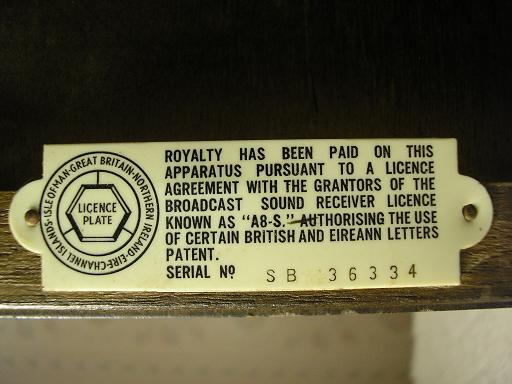 ISLE OF MAN·GREAT BRITAIN·NORTHERN IRELAND·EIRE·CHANNEL ISLANDS·
LICENCE
PLATE
ROYALTY HAS BEEN PAID ON THIS
APPARATUS PURSUANT TO A LICENCE
AGREEMENT WITH THE GRANTORS OF THE
BROADCAST SOUND RECEIVER LICENCE
KNOWN AS "A8-S." AUTHORISING THE USE
OF CERTAIN BRITISH AND EIREANN LETTERS
PATENT.
SERIAL No. SB 36334